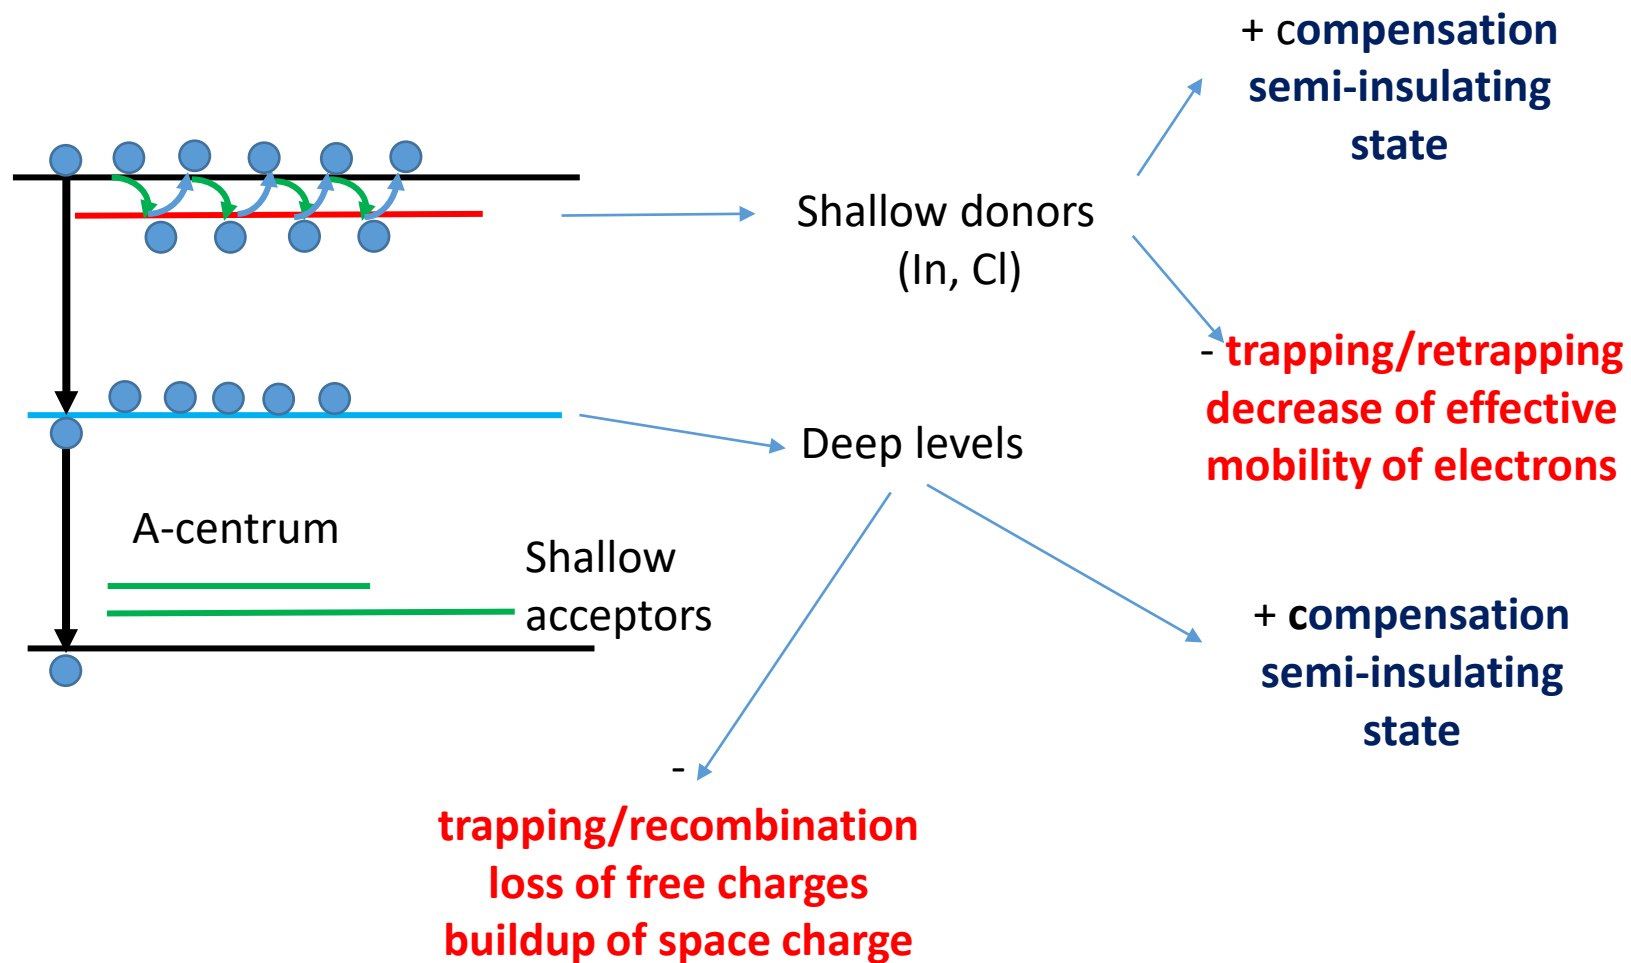 + compensation
semi-insulating
state
Shallow donors
(In, Cl)
- trapping/retrapping
decrease of effective
mobility of electrons
Deep levels
A-centrum
Shallow
acceptors
+ compensation
semi-insulating
state
-
trapping/recombination
loss of free charges
buildup of space charge